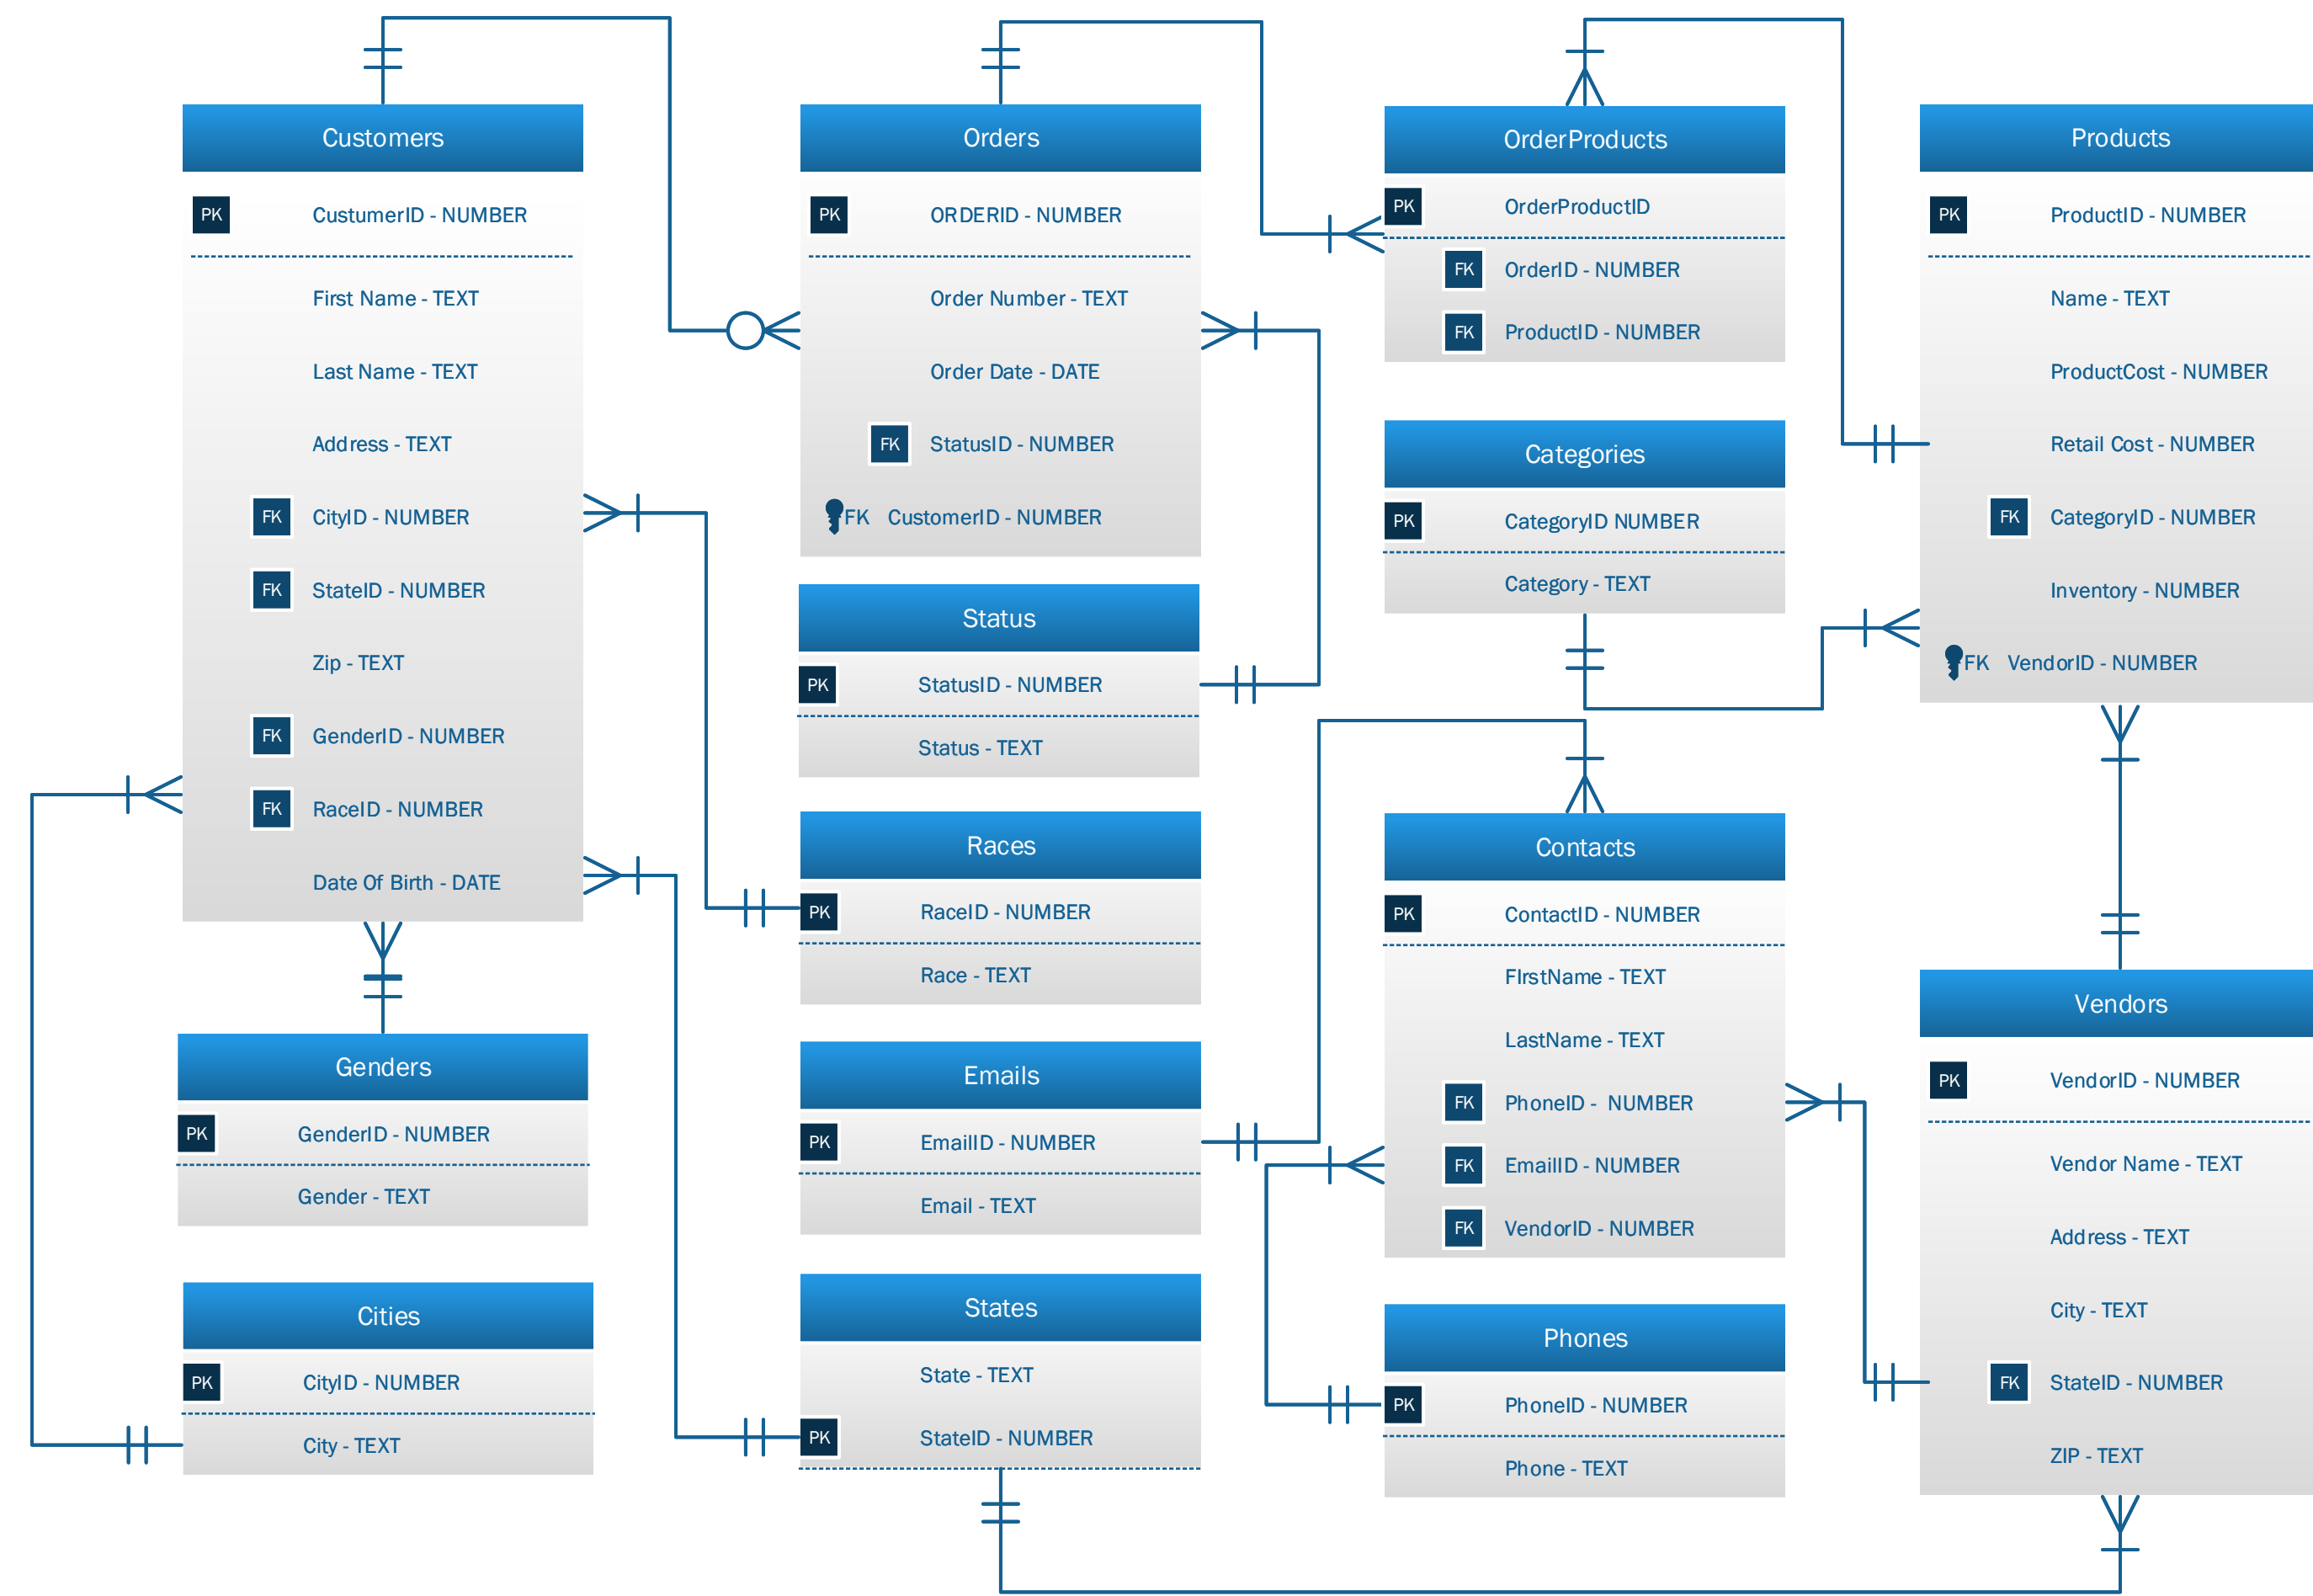 Customers
PK CustumerID - NUMBER
First Name - TEXT
Last Name - TEXT
Address - TEXT
FK CityID - NUMBER
FK StateID - NUMBER
Zip - TEXT
FK GenderID - NUMBER
FK RaceID - NUMBER
Date Of Birth - DATE
Genders
PK GenderID - NUMBER
Gender - TEXT
Cities
PK CityID - NUMBER
City - TEXT
Orders
PK ORDERID - NUMBER
Order Number - TEXT
Order Date - DATE
FK StatusID - NUMBER
FK CustomerID - NUMBER
Status
PK StatusID - NUMBER
Status - TEXT
Races
PK RaceID - NUMBER
Race - TEXT
Emails
PK EmailID - NUMBER
Email - TEXT
States
State - TEXT
PK StateID - NUMBER
OrderProducts
PK OrderProductID
FK OrderID - NUMBER
FK ProductID - NUMBER
Categories
PK CategoryID NUMBER
Category - TEXT
Contacts
PK ContactID - NUMBER
FIrstName - TEXT
LastName - TEXT
FK PhoneID -  NUMBER
FK EmailID - NUMBER
FK VendorID - NUMBER
Phones
PK PhoneID - NUMBER
Phone - TEXT
Products
PK ProductID - NUMBER
Name - TEXT
ProductCost - NUMBER
Retail Cost - NUMBER
FK CategoryID - NUMBER
Inventory - NUMBER
FK VendorID - NUMBER
Vendors
PK VendorID - NUMBER
Vendor Name - TEXT
Address - TEXT
City - TEXT
FK StateID - NUMBER
ZIP - TEXT